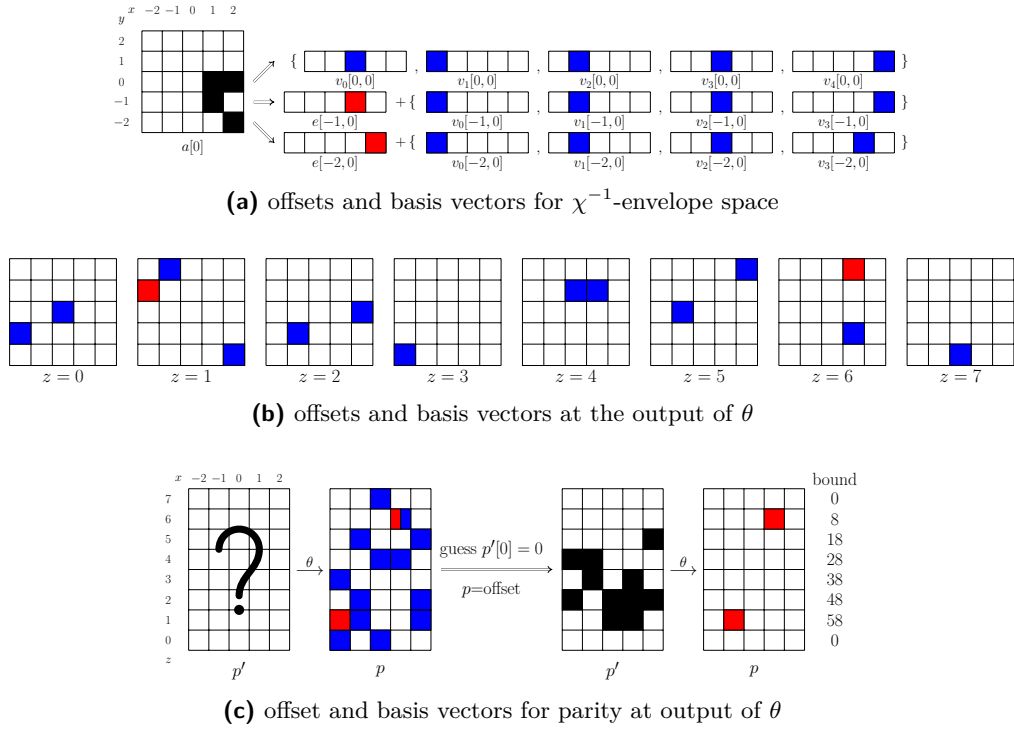 x −2 −1 0 1 2
y
2
1
0
−1
−2
a[0]
{ , , , , }
v₀[0, 0] v₁[0, 0] v₂[0, 0] v₃[0, 0] v₄[0, 0]
+{ , , , }
e[−1, 0] v₀[−1, 0] v₁[−1, 0] v₂[−1, 0] v₃[−1, 0]
+{ , , , }
e[−2, 0] v₀[−2, 0] v₁[−2, 0] v₂[−2, 0] v₃[−2, 0]
(a) offsets and basis vectors for χ⁻¹-envelope space
z = 0 z = 1 z = 2 z = 3 z = 4 z = 5 z = 6 z = 7
(b) offsets and basis vectors at the output of θ
x −2 −1 0 1 2 bound
7 0
6 8
5 18
4 28
3 38
2 48
1 58
0 0
z
?
θ
guess p′[0] = 0
p=offset
θ
p′ p p′ p
(c) offset and basis vectors for parity at output of θ